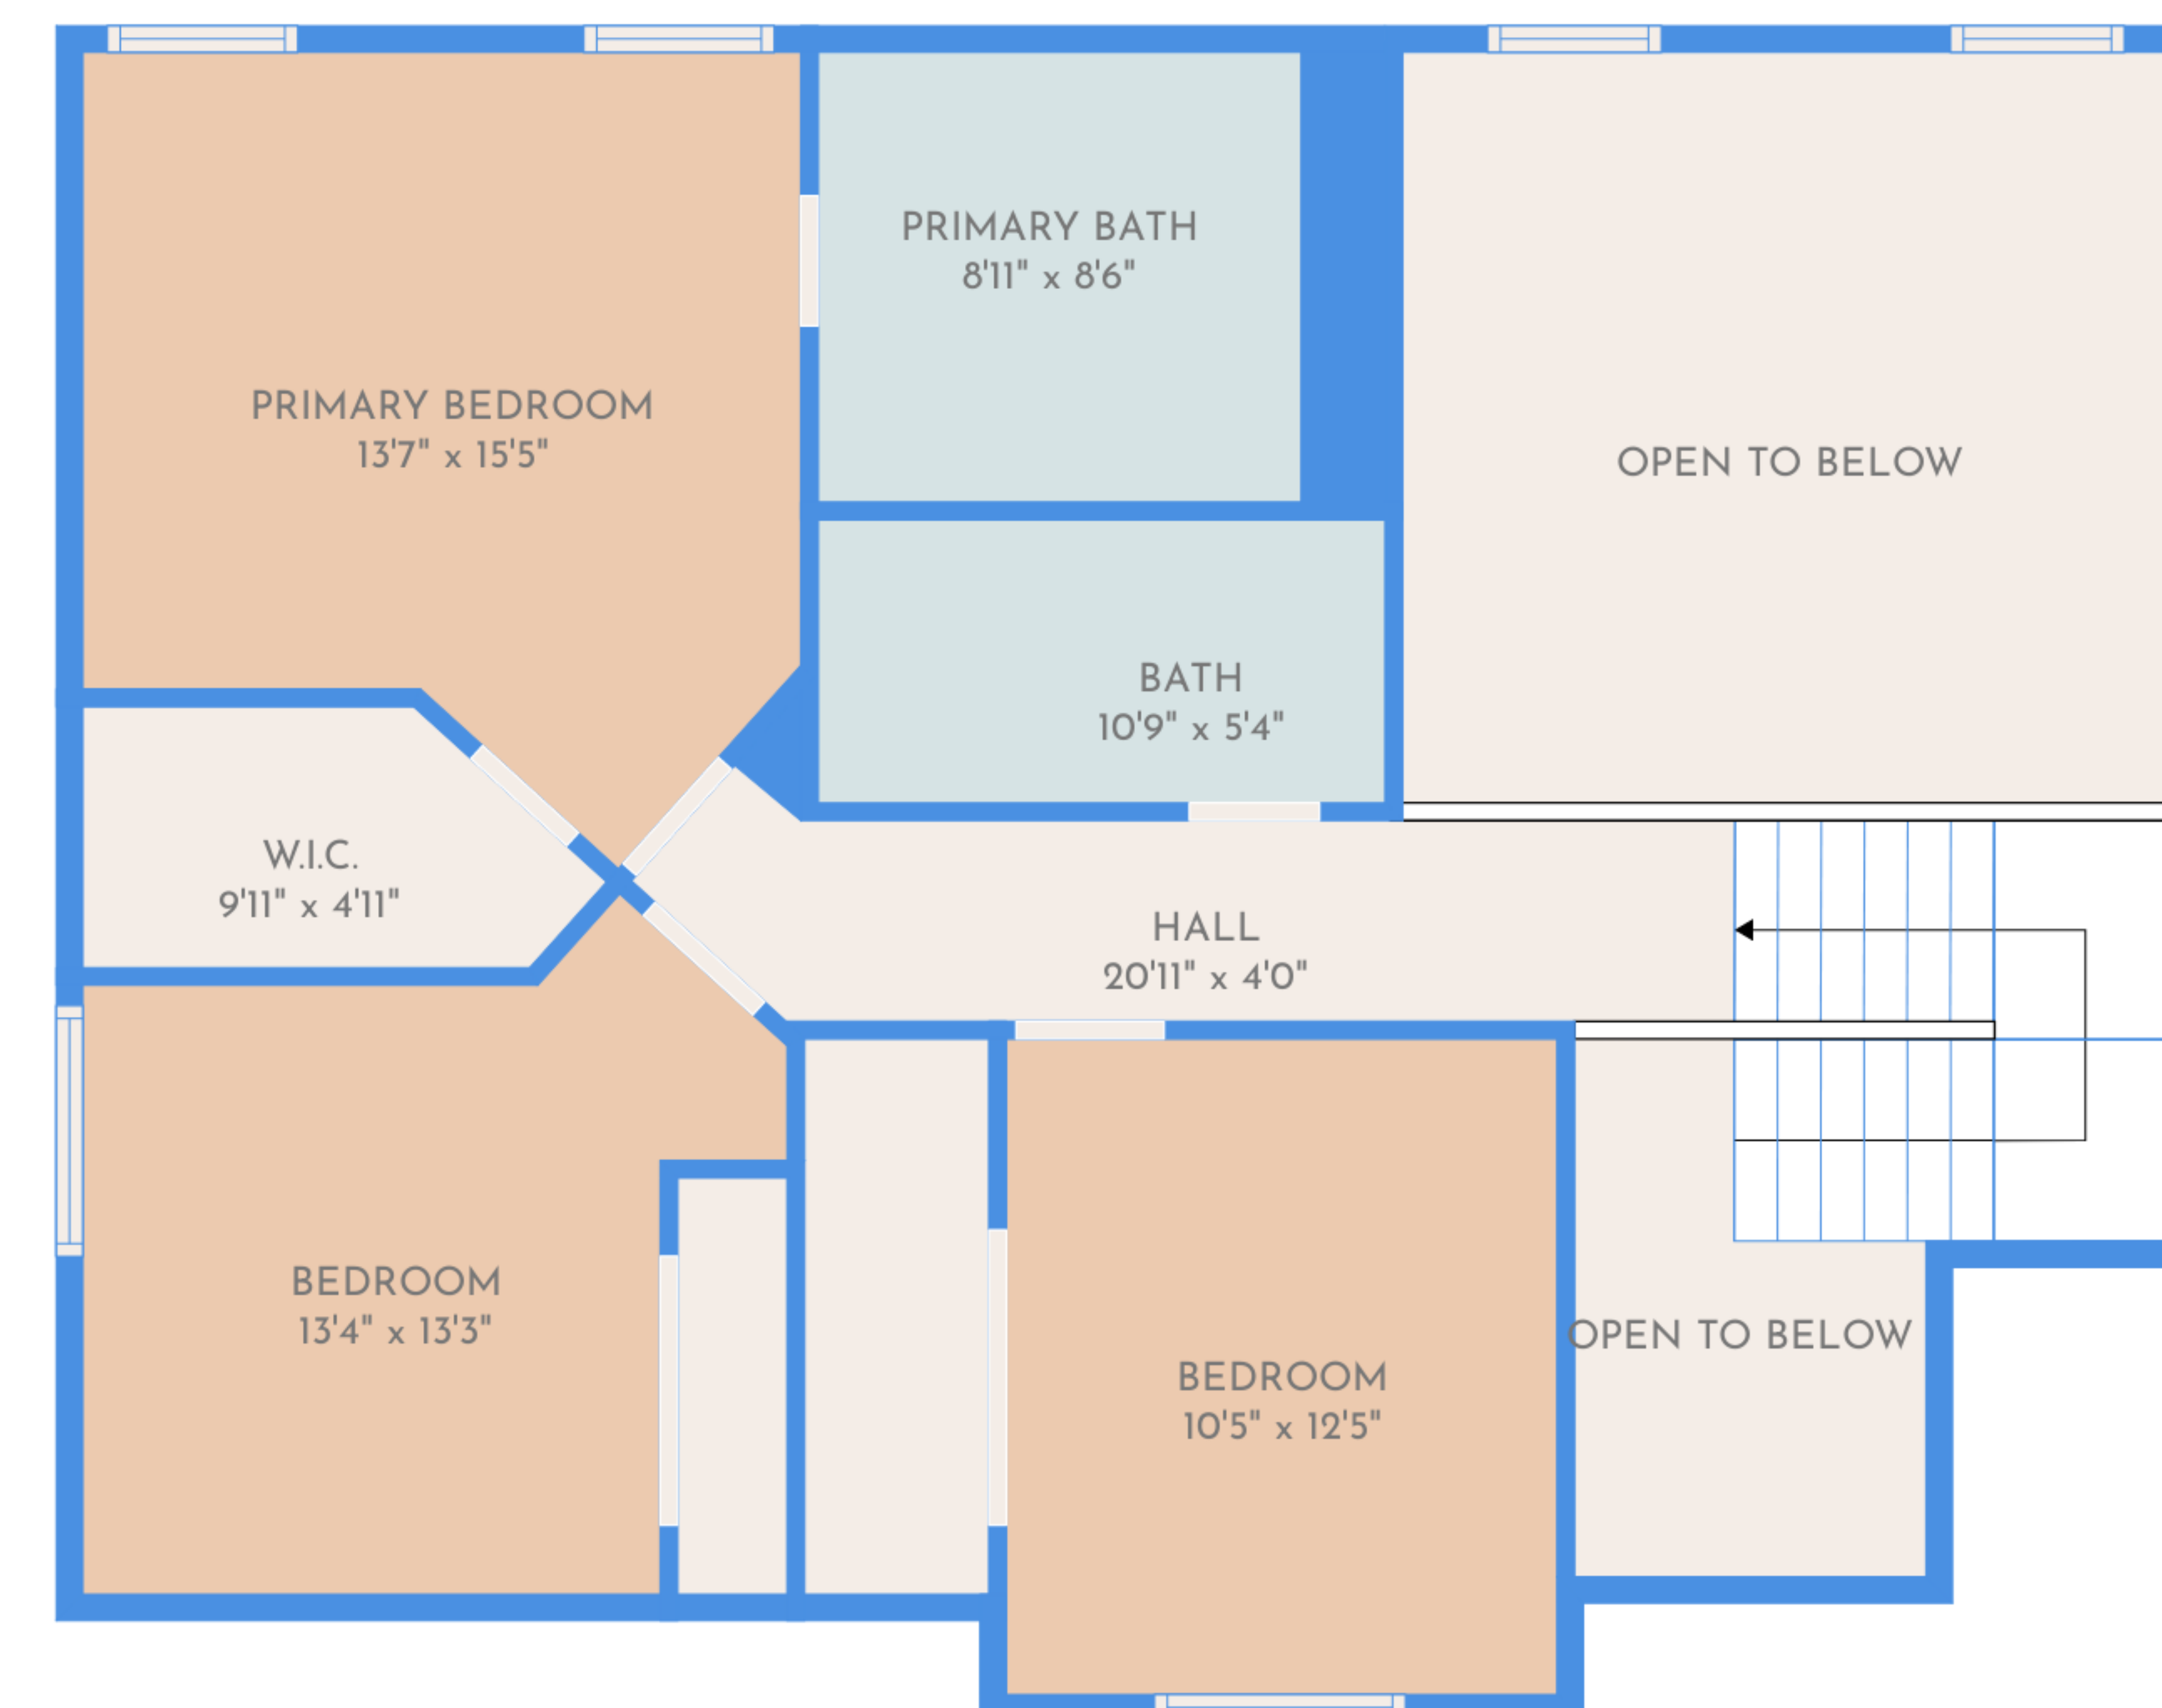 PRIMARY BATH
8'11" x 8'6"
PRIMARY BEDROOM
13'7" x 15'5"
OPEN TO BELOW
BATH
10'9" x 5'4"
W.I.C.
9'11" x 4'11"
HALL
20'11" x 4'0"
BEDROOM
13'4" x 13'3"
OPEN TO BELOW
BEDROOM
10'5" x 12'5"